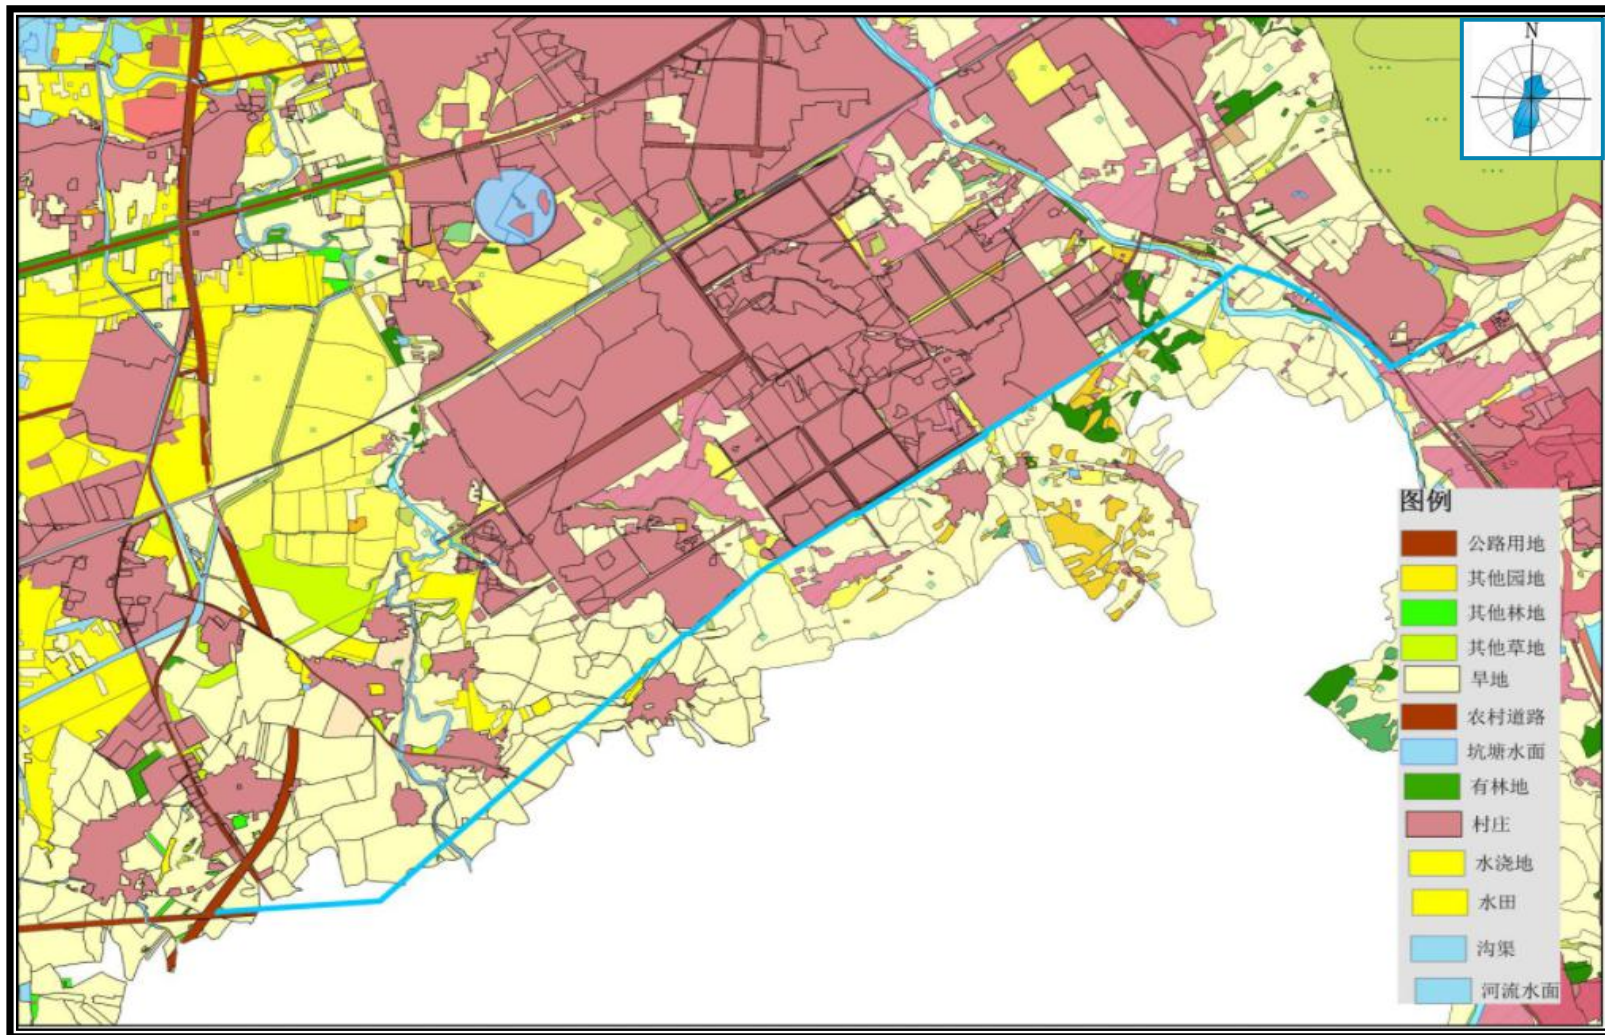 N
图例
公路用地
其他园地
其他林地
其他草地
旱地
农村道路
坑塘水面
有林地
村庄
水浇地
水田
沟渠
河流水面